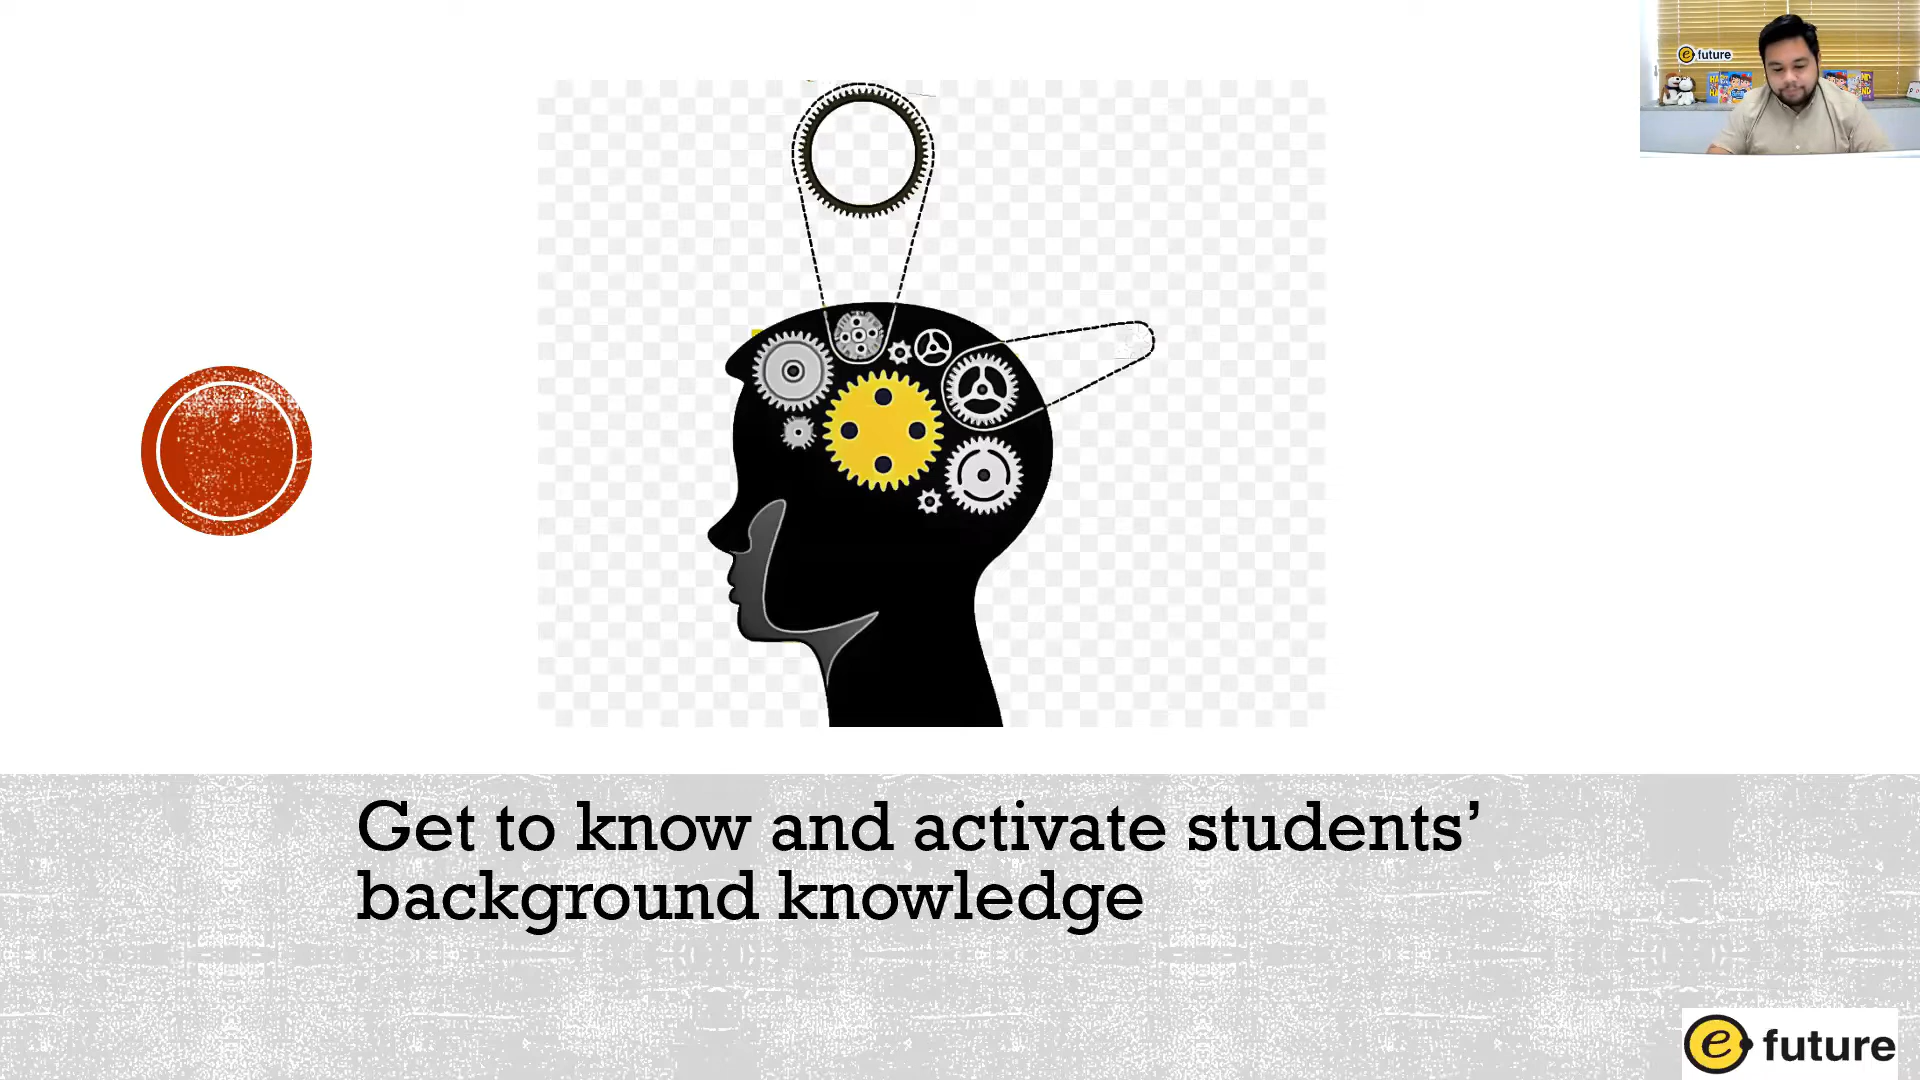 e future
Get to know and activate students’
background knowledge
e future